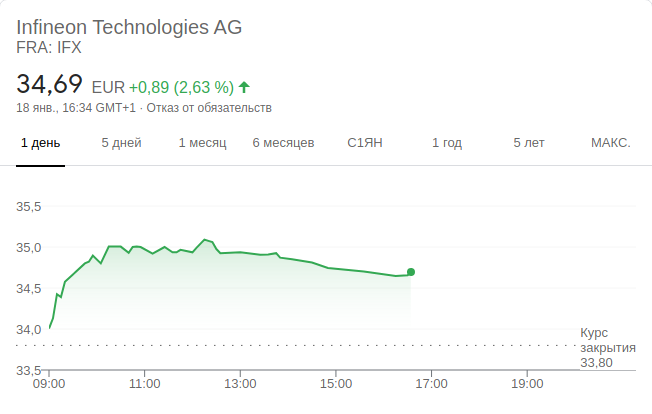 Infineon Technologies AG
FRA: IFX
34,69 EUR +0,89 (2,63 %)
18 янв., 16:34 GMT+1 · Отказ от обязательств
1 день 5 дней 1 месяц 6 месяцев С1ЯН 1 год 5 лет МАКС.
35,5
35,0
34,5
34,0
Курс
закрытия
33,80
33,5
09:00 11:00 13:00 15:00 17:00 19:00